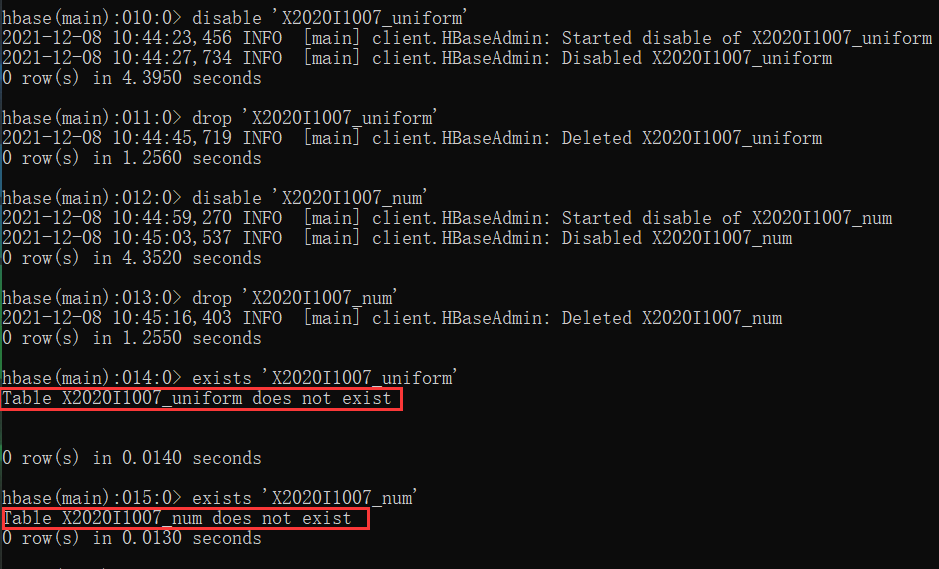 hbase(main):010:0> disable 'X2020I1007_uniform'
2021-12-08 10:44:23,456 INFO  [main] client.HBaseAdmin: Started disable of X2020I1007_uniform
2021-12-08 10:44:27,734 INFO  [main] client.HBaseAdmin: Disabled X2020I1007_uniform
0 row(s) in 4.3950 seconds
hbase(main):011:0> drop 'X2020I1007_uniform'
2021-12-08 10:44:45,719 INFO  [main] client.HBaseAdmin: Deleted X2020I1007_uniform
0 row(s) in 1.2560 seconds
hbase(main):012:0> disable 'X2020I1007_num'
2021-12-08 10:44:59,270 INFO  [main] client.HBaseAdmin: Started disable of X2020I1007_num
2021-12-08 10:45:03,537 INFO  [main] client.HBaseAdmin: Disabled X2020I1007_num
0 row(s) in 4.3520 seconds
hbase(main):013:0> drop 'X2020I1007_num'
2021-12-08 10:45:16,403 INFO  [main] client.HBaseAdmin: Deleted X2020I1007_num
0 row(s) in 1.2550 seconds
hbase(main):014:0> exists 'X2020I1007_uniform'
Table X2020I1007_uniform does not exist
0 row(s) in 0.0140 seconds
hbase(main):015:0> exists 'X2020I1007_num'
Table X2020I1007_num does not exist
0 row(s) in 0.0130 seconds